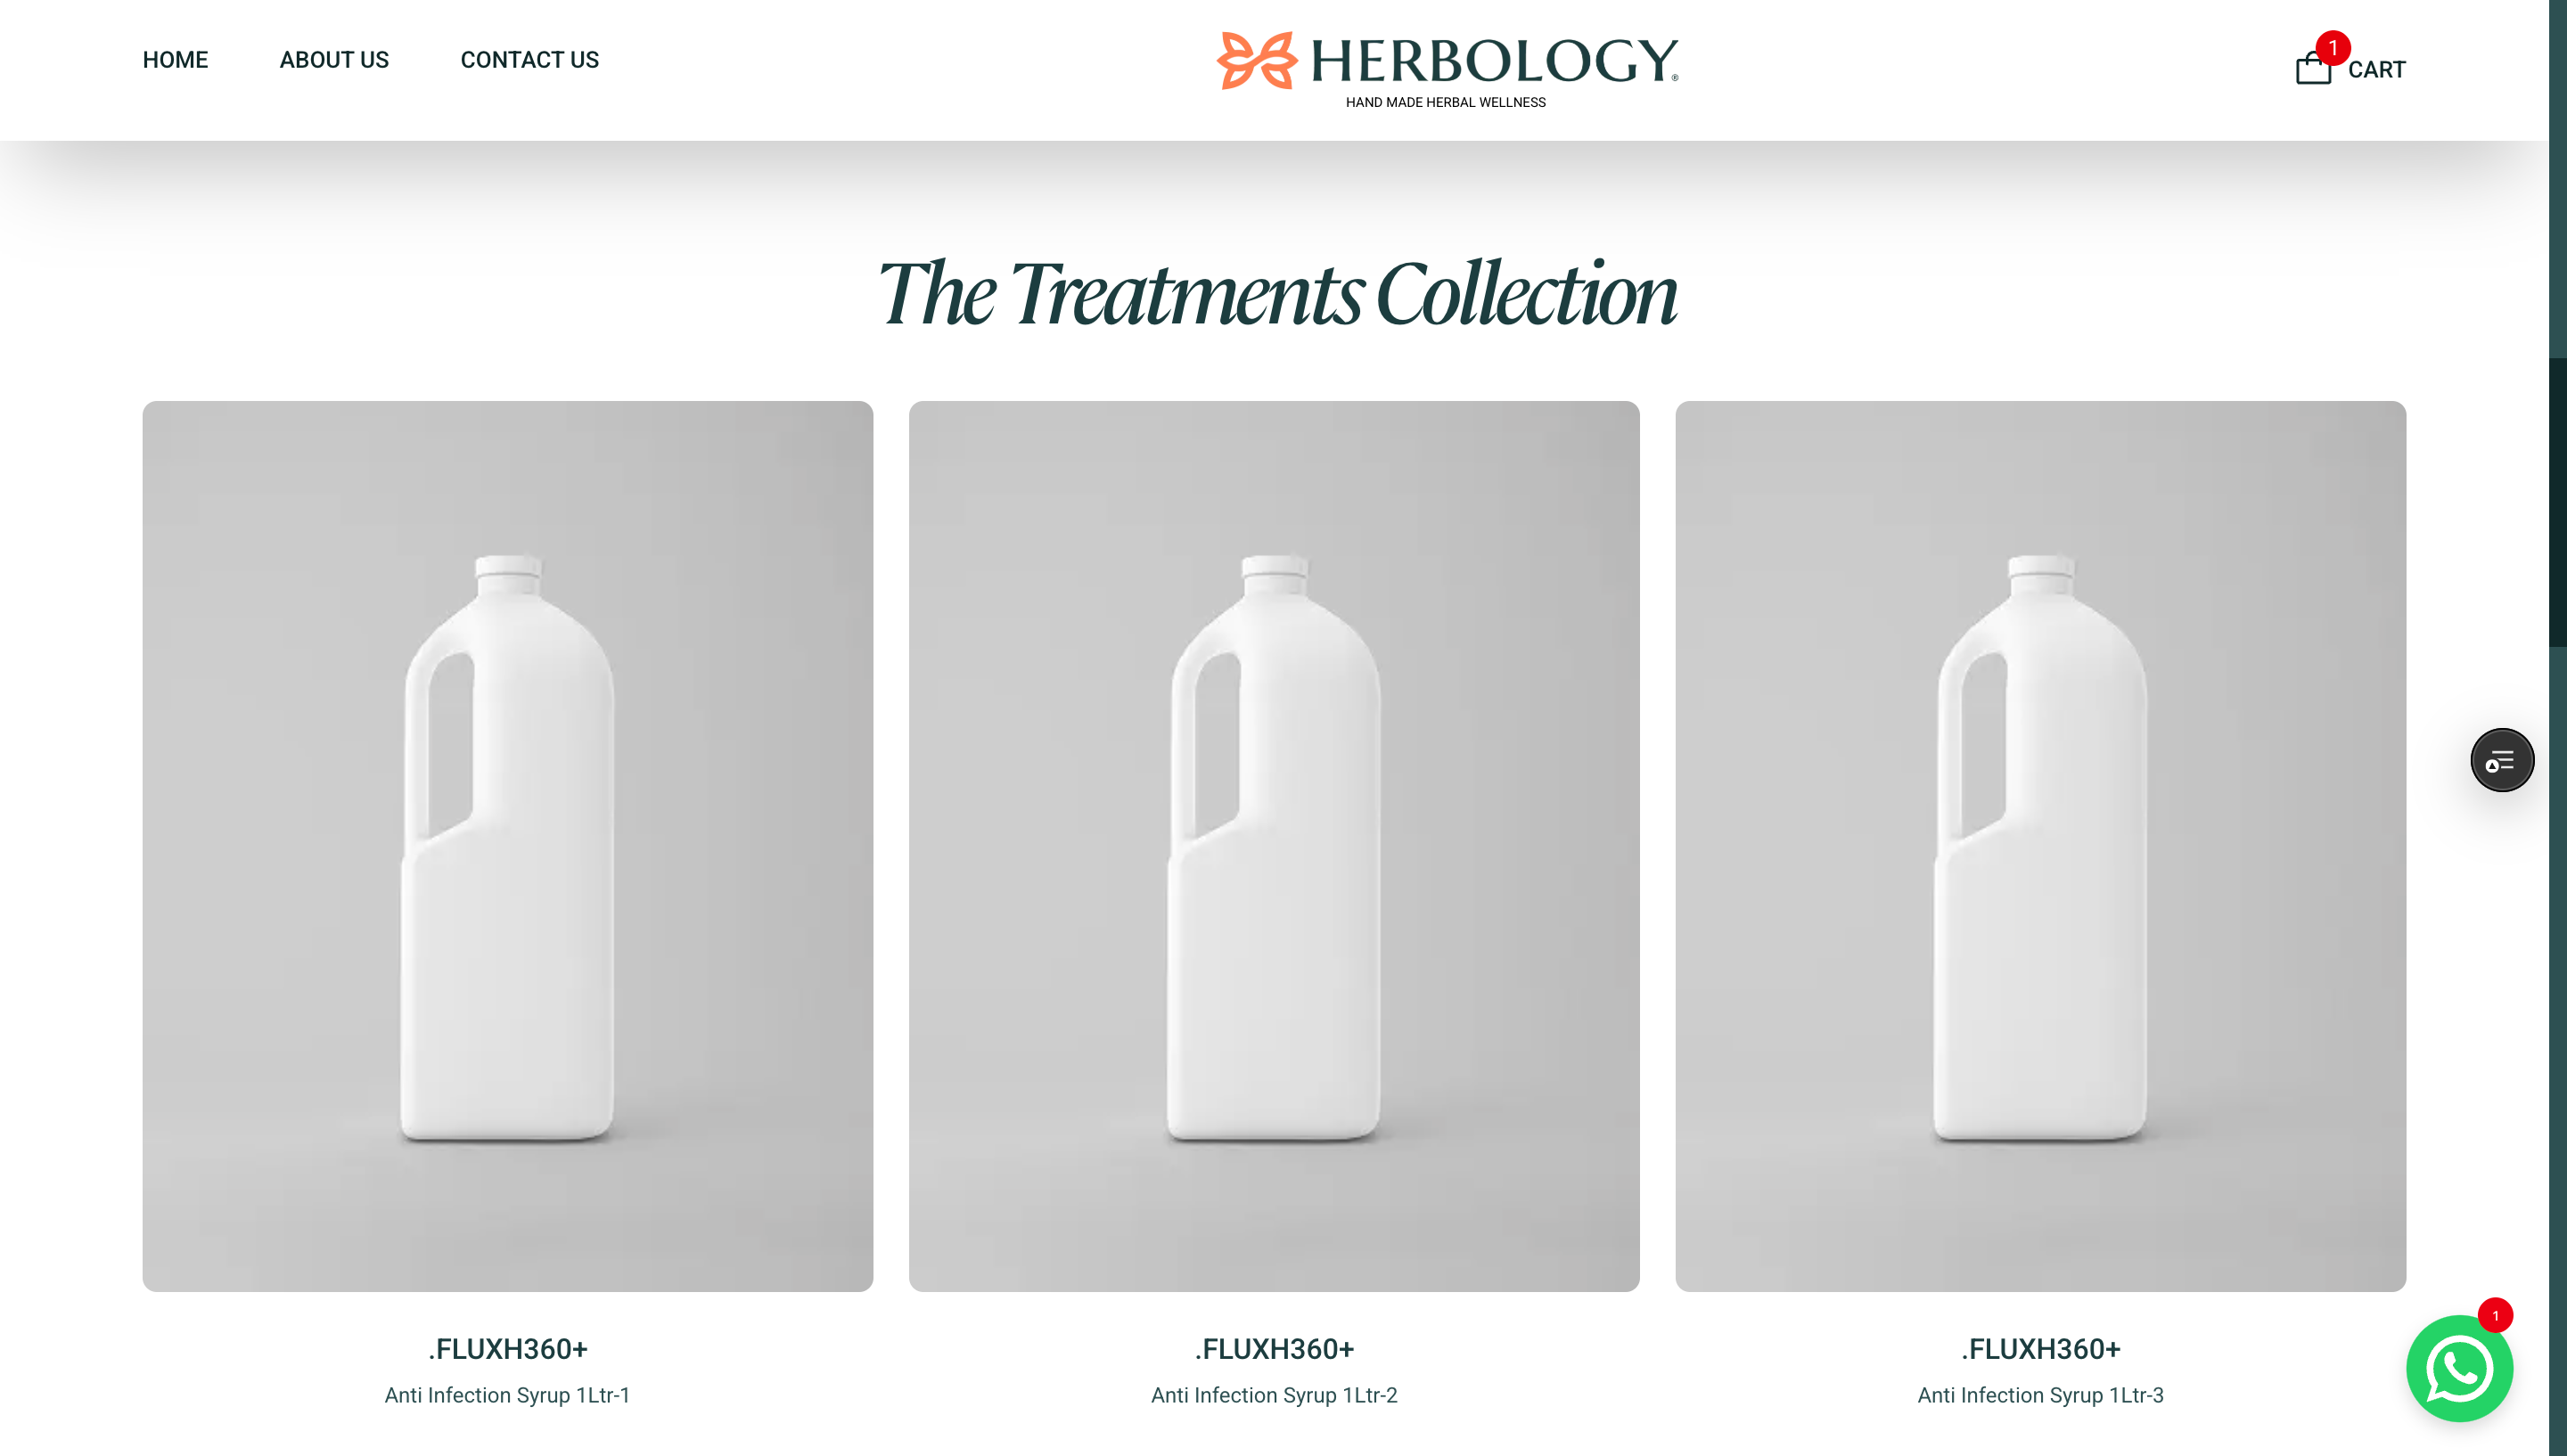 HOME
ABOUT US
CONTACT US
HERBOLOGY®
HAND MADE HERBAL WELLNESS
1
CART
The Treatments Collection
.FLUXH360+
Anti Infection Syrup 1Ltr-1
.FLUXH360+
Anti Infection Syrup 1Ltr-2
.FLUXH360+
Anti Infection Syrup 1Ltr-3
1